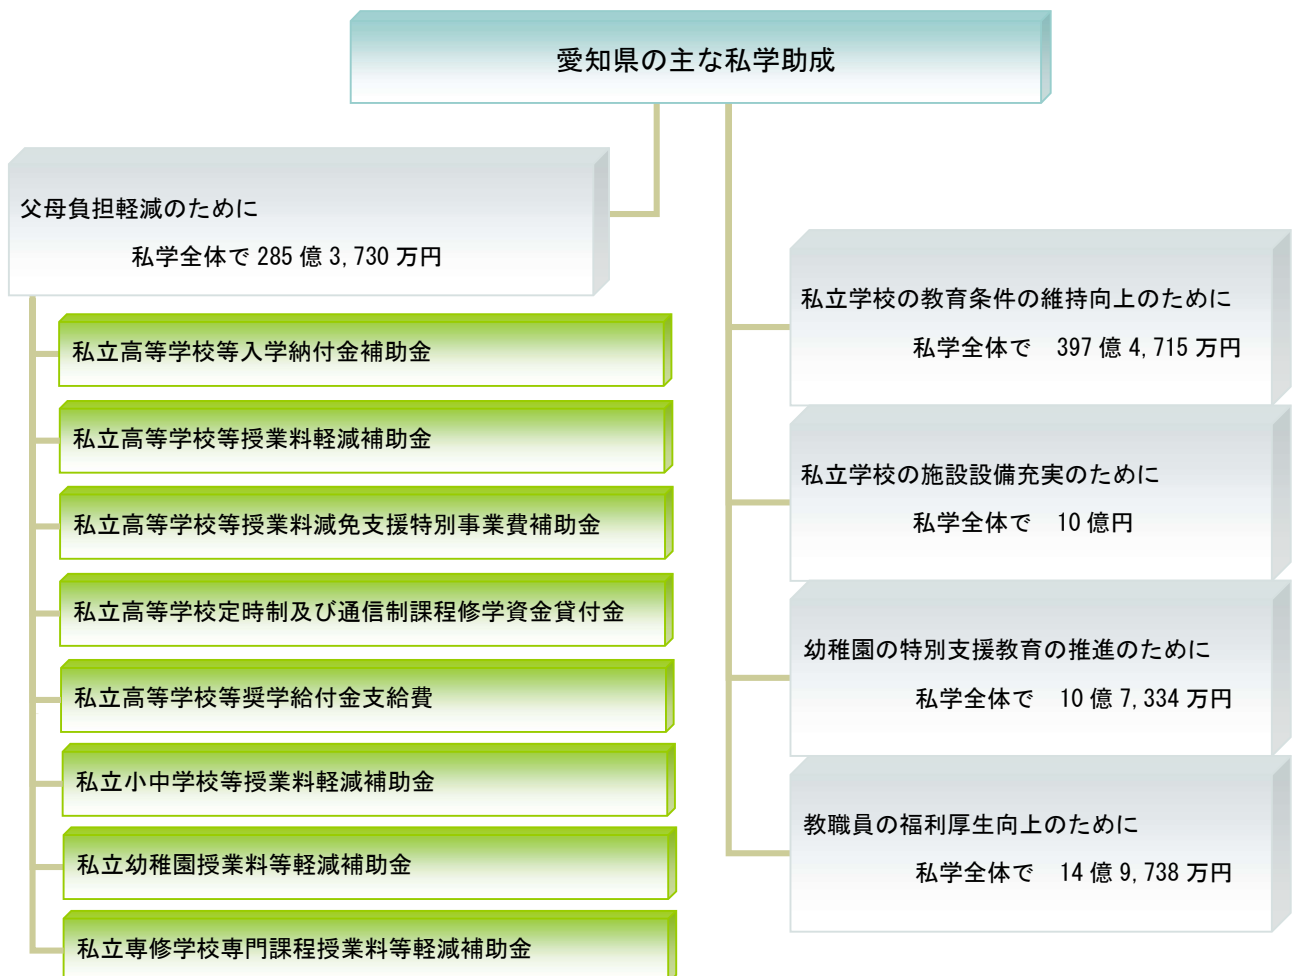 愛知県の主な私学助成
父母負担軽減のために
私学全体で 285 億 3,730 万円
私立高等学校等入学納付金補助金
私立高等学校等授業料軽減補助金
私立高等学校等授業料減免支援特別事業費補助金
私立高等学校定時制及び通信制課程修学資金貸付金
私立高等学校等奨学給付金支給費
私立小中学校等授業料軽減補助金
私立幼稚園授業料等軽減補助金
私立専修学校専門課程授業料等軽減補助金
私立学校の教育条件の維持向上のために
私学全体で　397 億 4,715 万円
私立学校の施設設備充実のために
私学全体で　10 億円
幼稚園の特別支援教育の推進のために
私学全体で　10 億 7,334 万円
教職員の福利厚生向上のために
私学全体で　14 億 9,738 万円